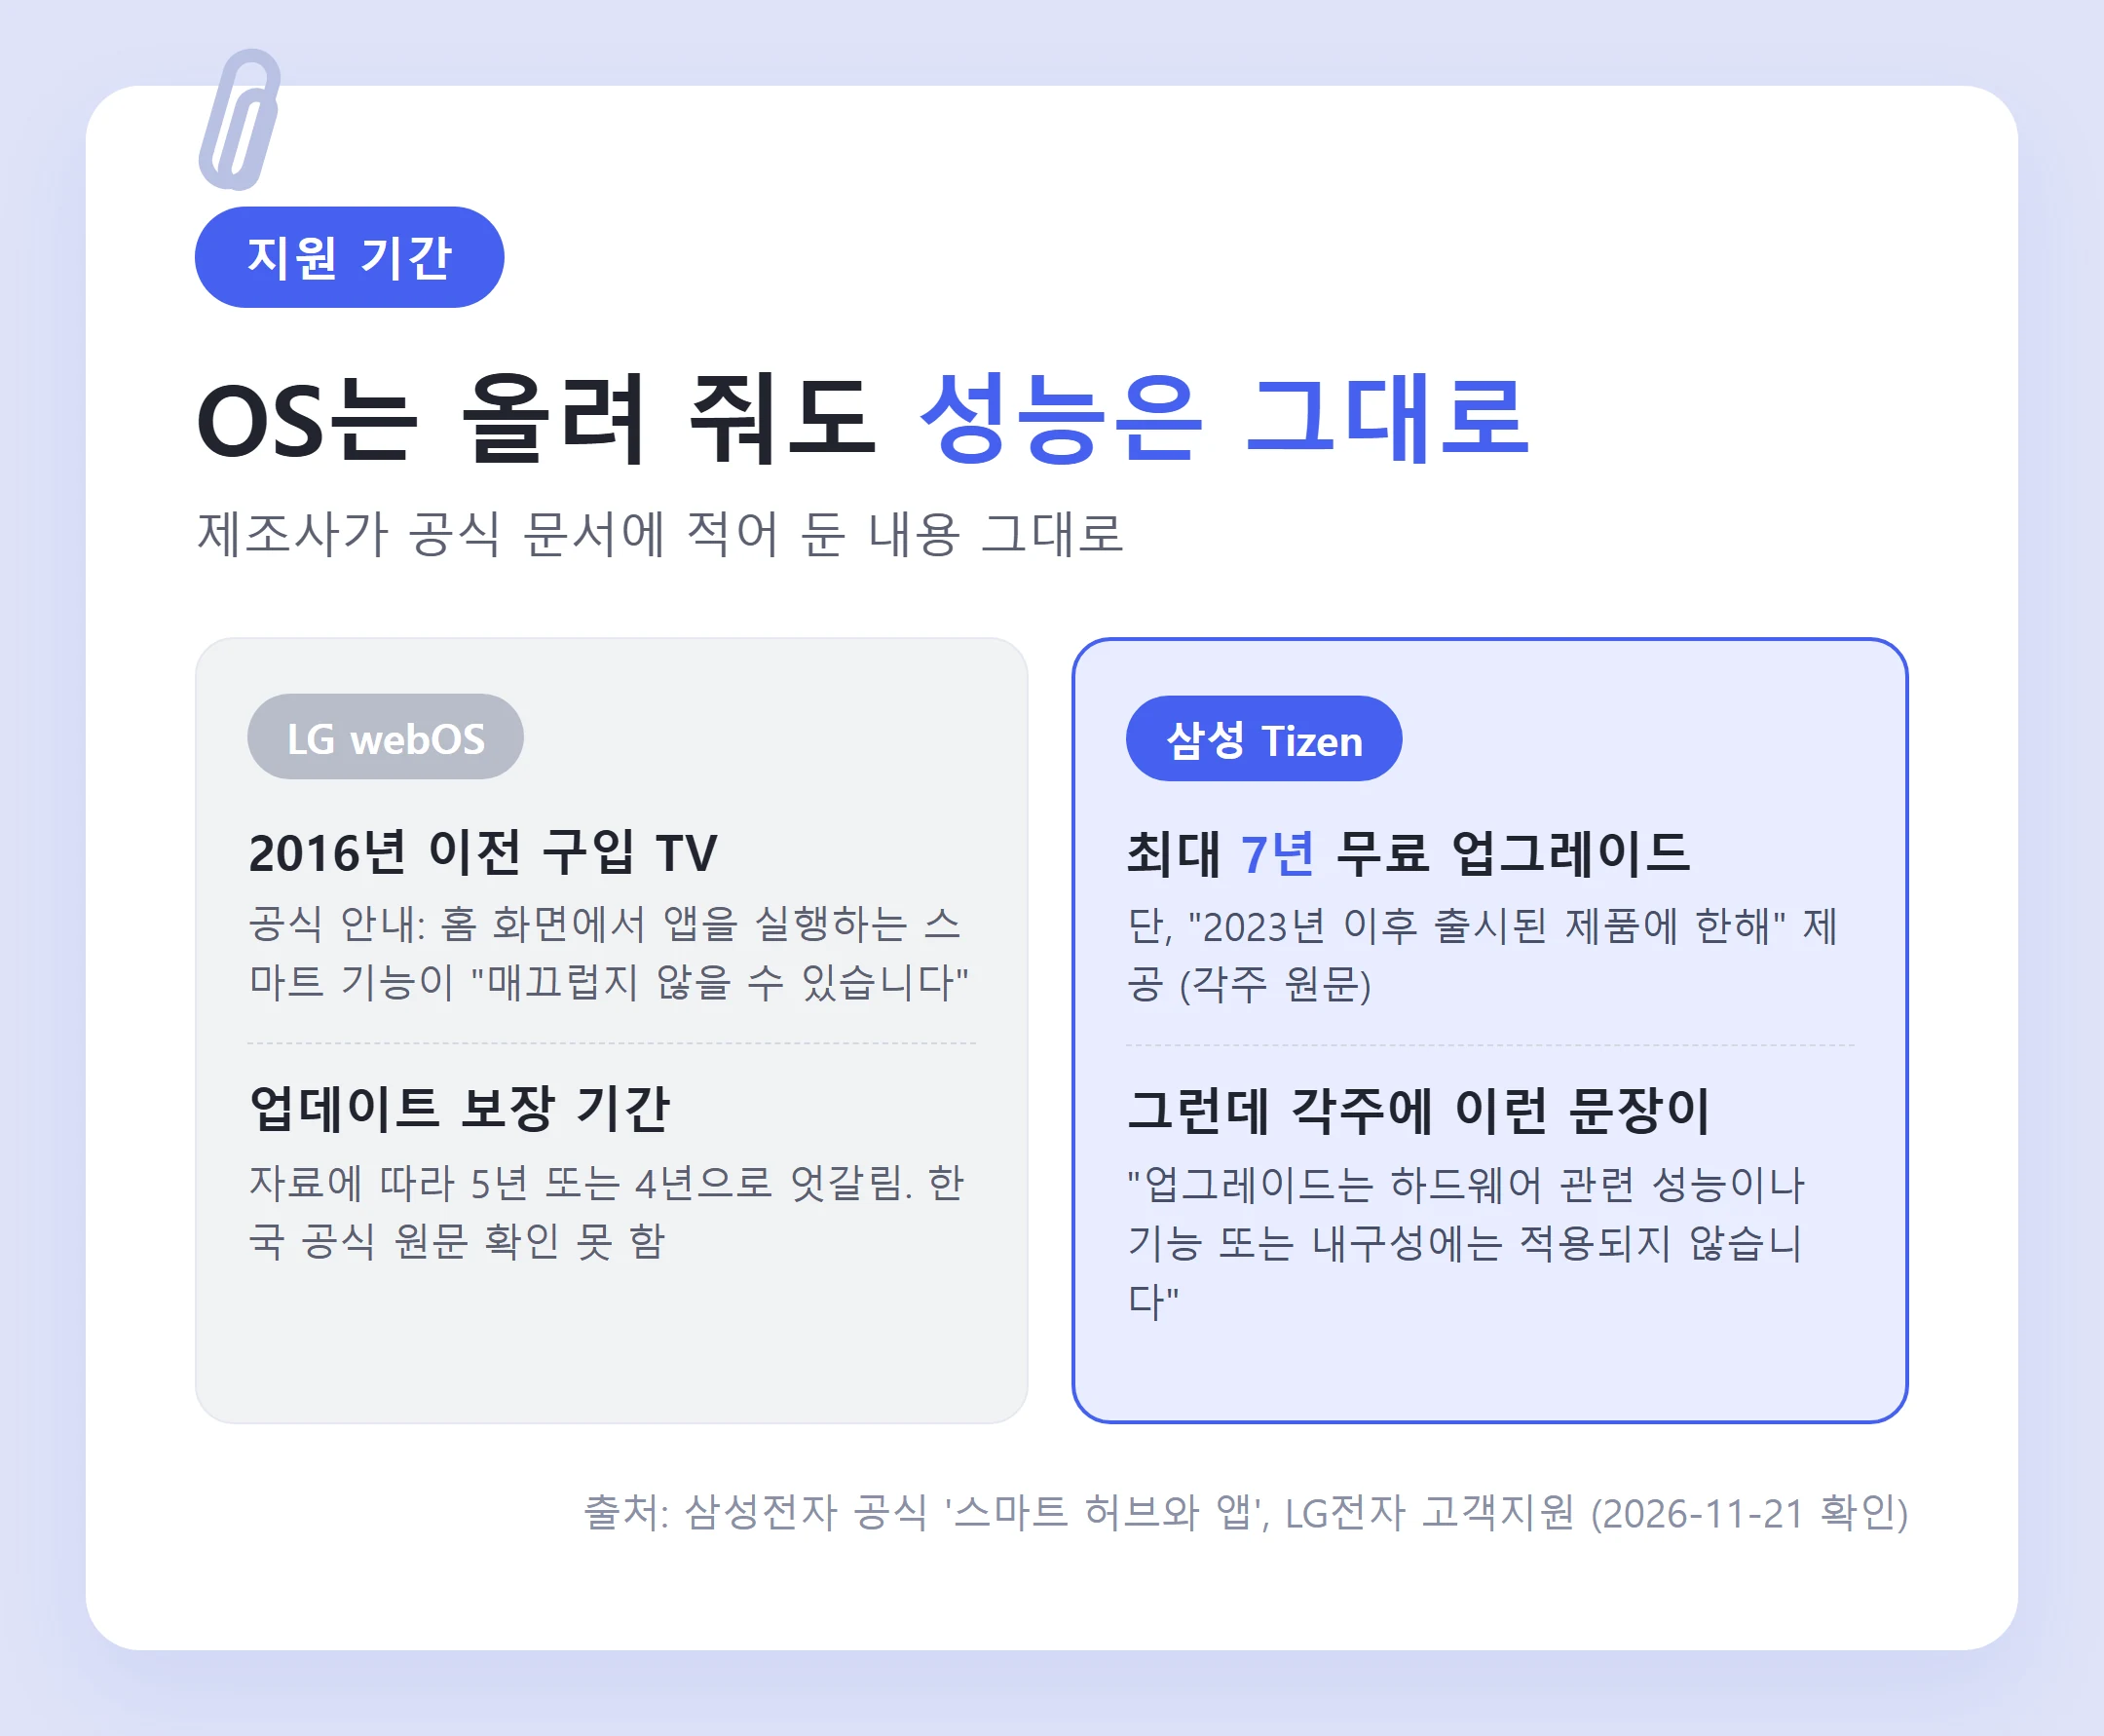 지원 기간
OS는 올려 줘도 성능은 그대로
제조사가 공식 문서에 적어 둔 내용 그대로
LG webOS
2016년 이전 구입 TV
공식 안내: 홈 화면에서 앱을 실행하는 스
마트 기능이 "매끄럽지 않을 수 있습니다"
업데이트 보장 기간
자료에 따라 5년 또는 4년으로 엇갈림. 한
국 공식 원문 확인 못 함
삼성 Tizen
최대 7년 무료 업그레이드
단, "2023년 이후 출시된 제품에 한해" 제
공 (각주 원문)
그런데 각주에 이런 문장이
"업그레이드는 하드웨어 관련 성능이나
기능 또는 내구성에는 적용되지 않습니
다"
출처: 삼성전자 공식 '스마트 허브와 앱', LG전자 고객지원 (2026-11-21 확인)